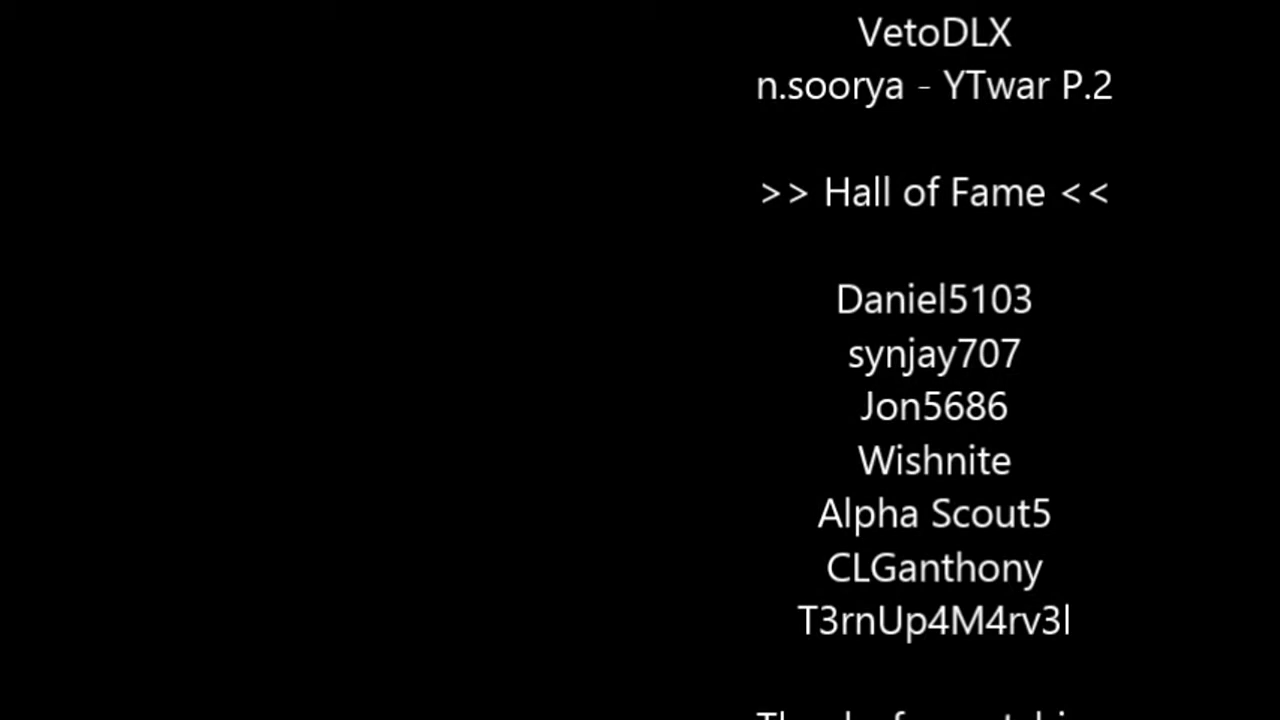 VetoDLX
n.soorya - YTwar P.2
>> Hall of Fame <<
Daniel5103
synjay707
Jon5686
Wishnite
Alpha Scout5
CLGanthony
T3rnUp4M4rv3l